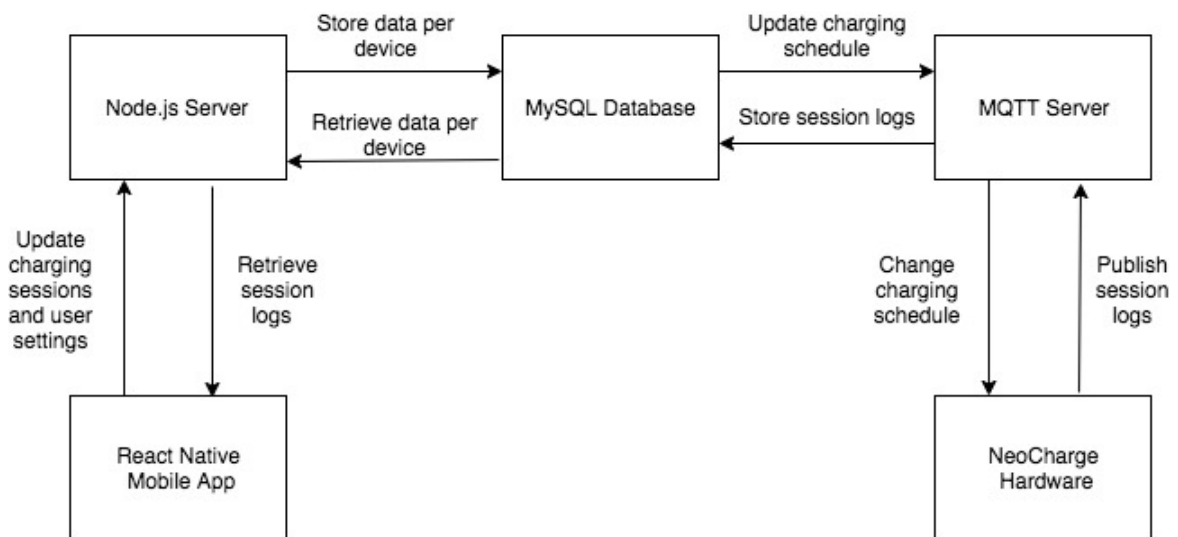 Store data per
device
Update charging
schedule
Node.js Server
MySQL Database
MQTT Server
Retrieve data per
device
Store session logs
Update
charging
sessions
and user
settings
Retrieve
session
logs
Change
charging
schedule
Publish
session
logs
React Native
Mobile App
NeoCharge
Hardware